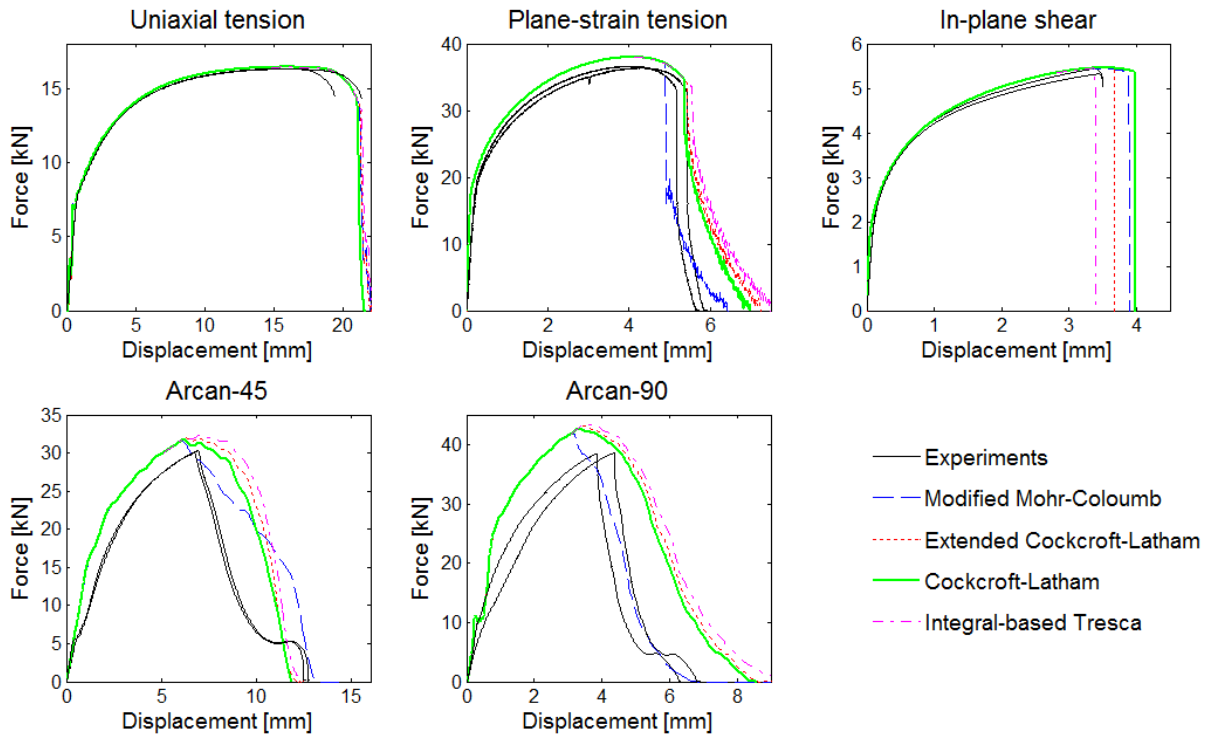 Uniaxial tension
Force [kN]
15
10
5
0
0 5 10 15 20
Displacement [mm]
Plane-strain tension
Force [kN]
40
30
20
10
0
0 2 4 6
Displacement [mm]
In-plane shear
Force [kN]
6
5
4
3
2
1
0
0 1 2 3 4
Displacement [mm]
Arcan-45
Force [kN]
35
30
25
20
15
10
5
0
0 5 10 15
Displacement [mm]
Arcan-90
Force [kN]
40
30
20
10
0
0 2 4 6 8
Displacement [mm]
Experiments
Modified Mohr-Coloumb
Extended Cockcroft-Latham
Cockcroft-Latham
Integral-based Tresca